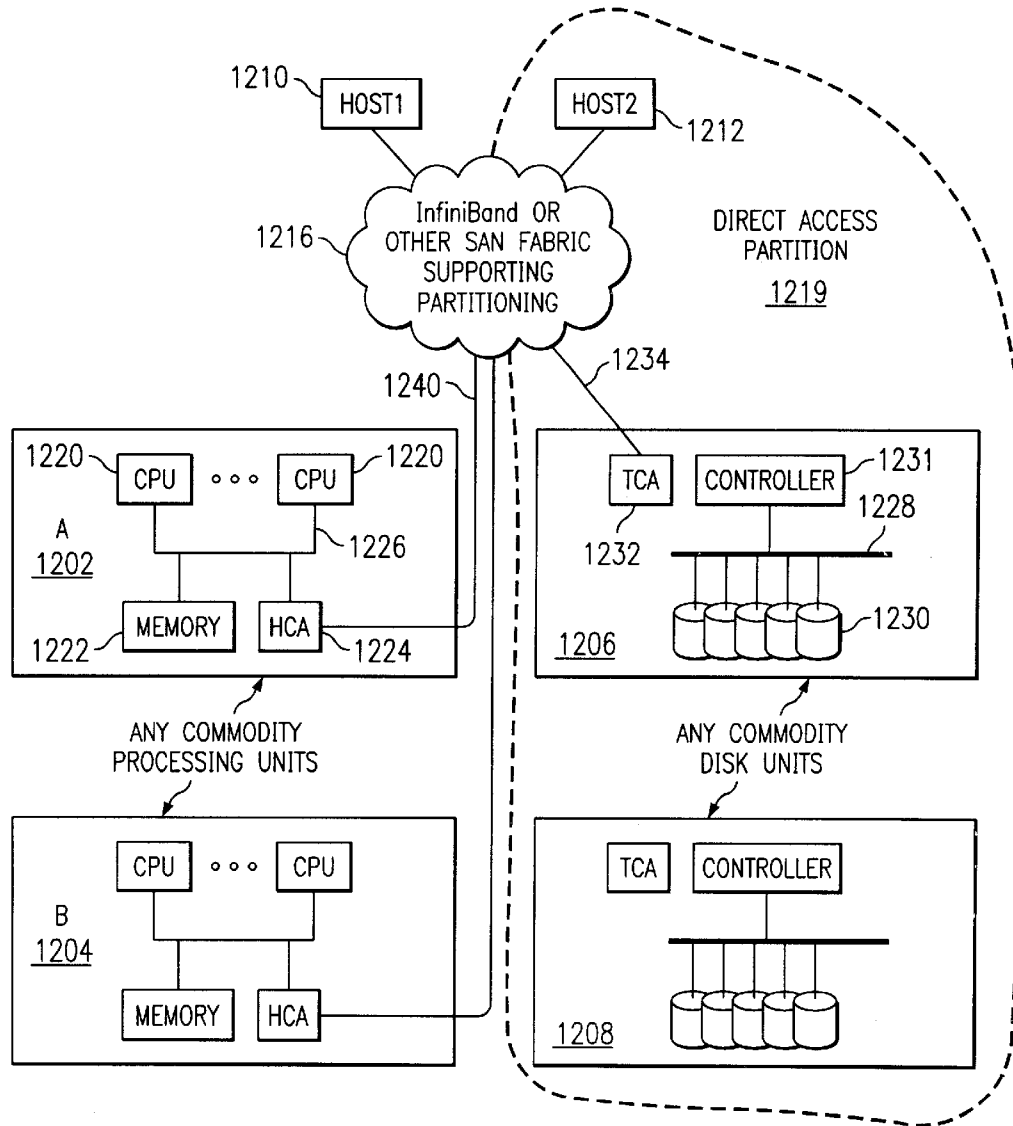 1210
HOST1
HOST2
1212
1216
InfiniBand OR
OTHER SAN FABRIC
SUPPORTING
PARTITIONING
DIRECT ACCESS
PARTITION
1219
1240
1234
1220
CPU
CPU
1220
A
1202
1226
MEMORY
HCA
1222
1224
TCA
CONTROLLER
1231
1228
1232
1230
1206
ANY COMMODITY
PROCESSING UNITS
ANY COMMODITY
DISK UNITS
CPU
CPU
B
1204
MEMORY
HCA
TCA
CONTROLLER
1208